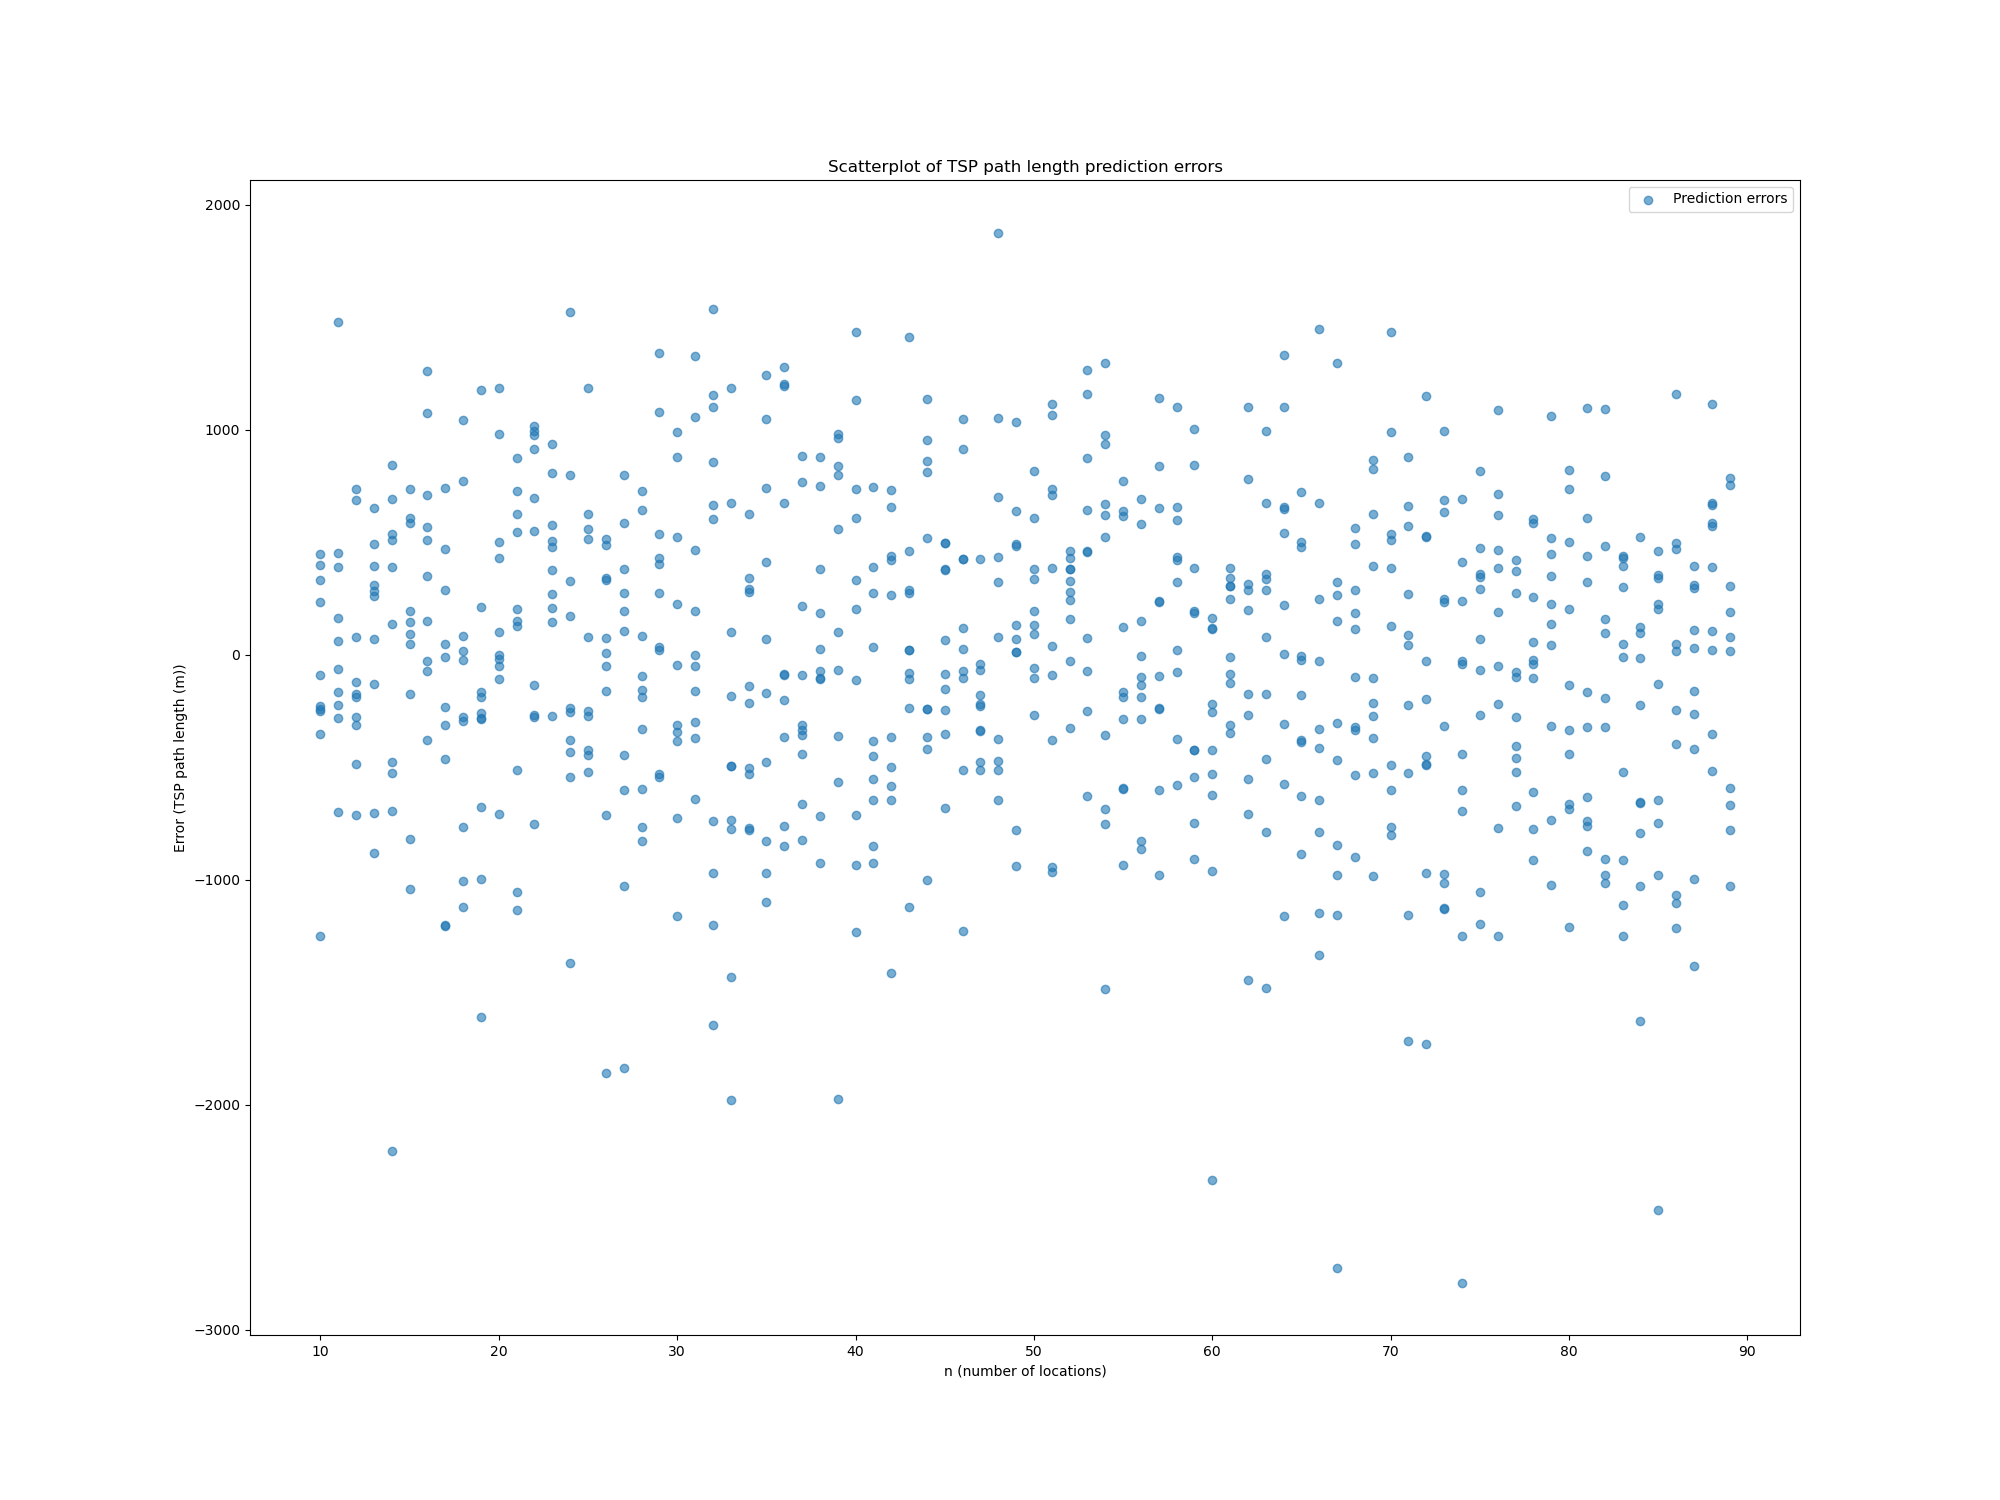 Scatterplot of TSP path length prediction errors
Prediction errors
2000
1000
0
−1000
−2000
−3000
Error (TSP path length (m))
10 20 30 40 50 60 70 80 90
n (number of locations)